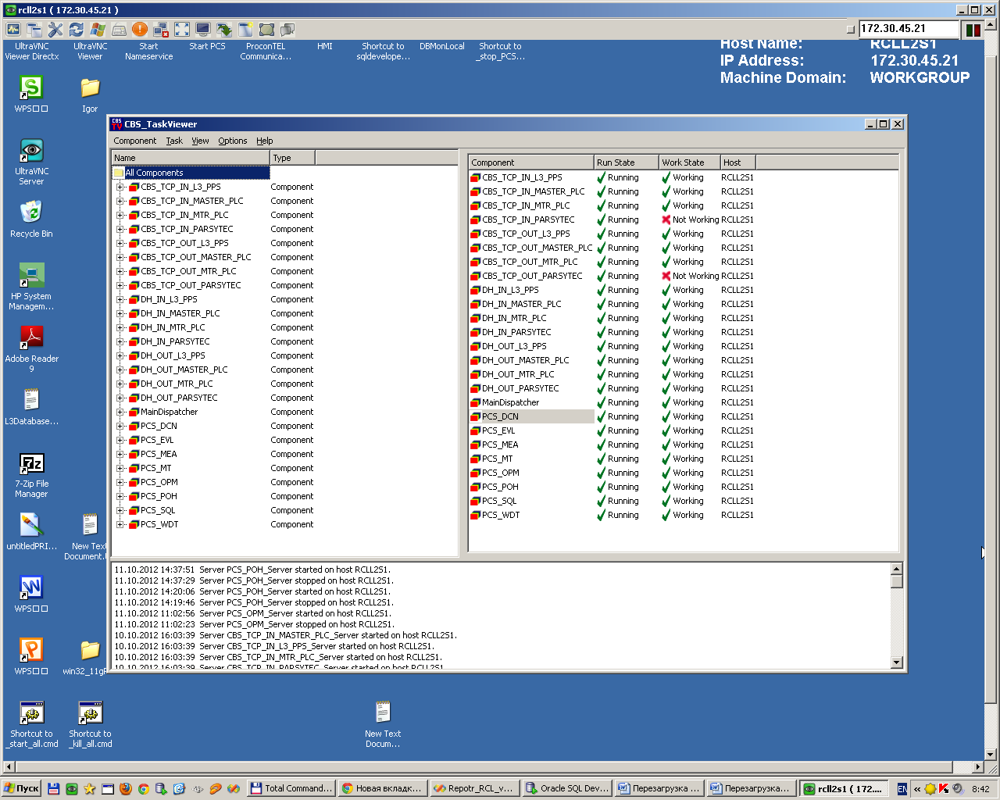 rcll2s1 ( 172.30.45.21 )
172.30.45.21
UltraVNC Viewer Directx
UltraVNC Viewer
Start Nameservice
Start PCS
ProconTEL Communica...
HMI
Shortcut to sqldevelope...
DBMonLocal
Shortcut to _stop_PCS...
Host Name: RCLL2S1
IP Address: 172.30.45.21
Machine Domain: WORKGROUP
WPS□□
Igor
UltraVNC Server
Recycle Bin
HP System Managem...
Adobe Reader 9
L3Database...
7-Zip File Manager
untitledPRI...
New Text Document.
WPS□□
WPS□□
win32_11g
Shortcut to _start_all.cmd
Shortcut to _kill_all.cmd
New Text Docum...
CBS_TaskViewer
Component Task View Options Help
Name Type
All Components
CBS_TCP_IN_L3_PPS Component
CBS_TCP_IN_MASTER_PLC Component
CBS_TCP_IN_MTR_PLC Component
CBS_TCP_IN_PARSYTEC Component
CBS_TCP_OUT_L3_PPS Component
CBS_TCP_OUT_MASTER_PLC Component
CBS_TCP_OUT_MTR_PLC Component
CBS_TCP_OUT_PARSYTEC Component
DH_IN_L3_PPS Component
DH_IN_MASTER_PLC Component
DH_IN_MTR_PLC Component
DH_IN_PARSYTEC Component
DH_OUT_L3_PPS Component
DH_OUT_MASTER_PLC Component
DH_OUT_MTR_PLC Component
DH_OUT_PARSYTEC Component
MainDispatcher Component
PCS_DCN Component
PCS_EVL Component
PCS_MEA Component
PCS_MT Component
PCS_OPM Component
PCS_POH Component
PCS_SQL Component
PCS_WDT Component
Component Run State Work State Host
CBS_TCP_IN_L3_PPS Running Working RCLL2S1
CBS_TCP_IN_MASTER_PLC Running Working RCLL2S1
CBS_TCP_IN_MTR_PLC Running Working RCLL2S1
CBS_TCP_IN_PARSYTEC Running Not Working RCLL2S1
CBS_TCP_OUT_L3_PPS Running Working RCLL2S1
CBS_TCP_OUT_MASTER_PLC Running Working RCLL2S1
CBS_TCP_OUT_MTR_PLC Running Working RCLL2S1
CBS_TCP_OUT_PARSYTEC Running Not Working RCLL2S1
DH_IN_L3_PPS Running Working RCLL2S1
DH_IN_MASTER_PLC Running Working RCLL2S1
DH_IN_MTR_PLC Running Working RCLL2S1
DH_IN_PARSYTEC Running Working RCLL2S1
DH_OUT_L3_PPS Running Working RCLL2S1
DH_OUT_MASTER_PLC Running Working RCLL2S1
DH_OUT_MTR_PLC Running Working RCLL2S1
DH_OUT_PARSYTEC Running Working RCLL2S1
MainDispatcher Running Working RCLL2S1
PCS_DCN Running Working RCLL2S1
PCS_EVL Running Working RCLL2S1
PCS_MEA Running Working RCLL2S1
PCS_MT Running Working RCLL2S1
PCS_OPM Running Working RCLL2S1
PCS_POH Running Working RCLL2S1
PCS_SQL Running Working RCLL2S1
PCS_WDT Running Working RCLL2S1
11.10.2012 14:37:51 Server PCS_POH_Server started on host RCLL2S1.
11.10.2012 14:37:29 Server PCS_POH_Server stopped on host RCLL2S1.
11.10.2012 14:20:06 Server PCS_POH_Server started on host RCLL2S1.
11.10.2012 14:19:46 Server PCS_POH_Server stopped on host RCLL2S1.
11.10.2012 11:02:56 Server PCS_OPM_Server started on host RCLL2S1.
11.10.2012 11:02:23 Server PCS_OPM_Server stopped on host RCLL2S1.
10.10.2012 16:03:39 Server CBS_TCP_IN_MASTER_PLC_Server started on host RCLL2S1.
10.10.2012 16:03:39 Server CBS_TCP_IN_L3_PPS_Server started on host RCLL2S1.
10.10.2012 16:03:39 Server CBS_TCP_IN_MTR_PLC_Server started on host RCLL2S1.
10.10.2012 16:03:39 Server CBS_TCP_IN_PARSYTEC_Server started on host RCLL2S1.
Пуск
Total Command...
Новая вкладк...
Repotr_RCL_v...
Oracle SQL Dev...
Перезагрузка ...
Перезагрузка...
rcll2s1 ( 172....
EN
«
8:42